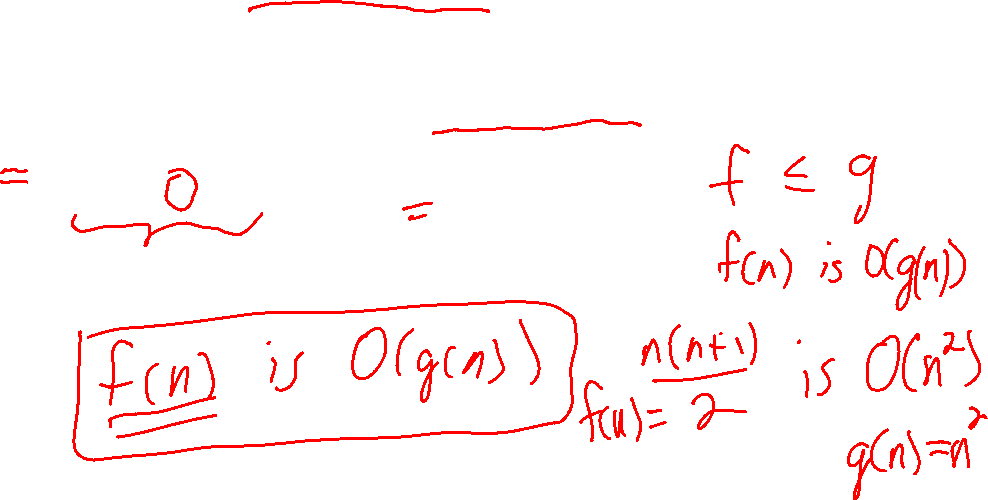 f ≤ g
= O =
f(n) is O(g(n))
f(n) is O(g(n))
f(n) = n(n+1)/2 is O(n²)
g(n)=n²